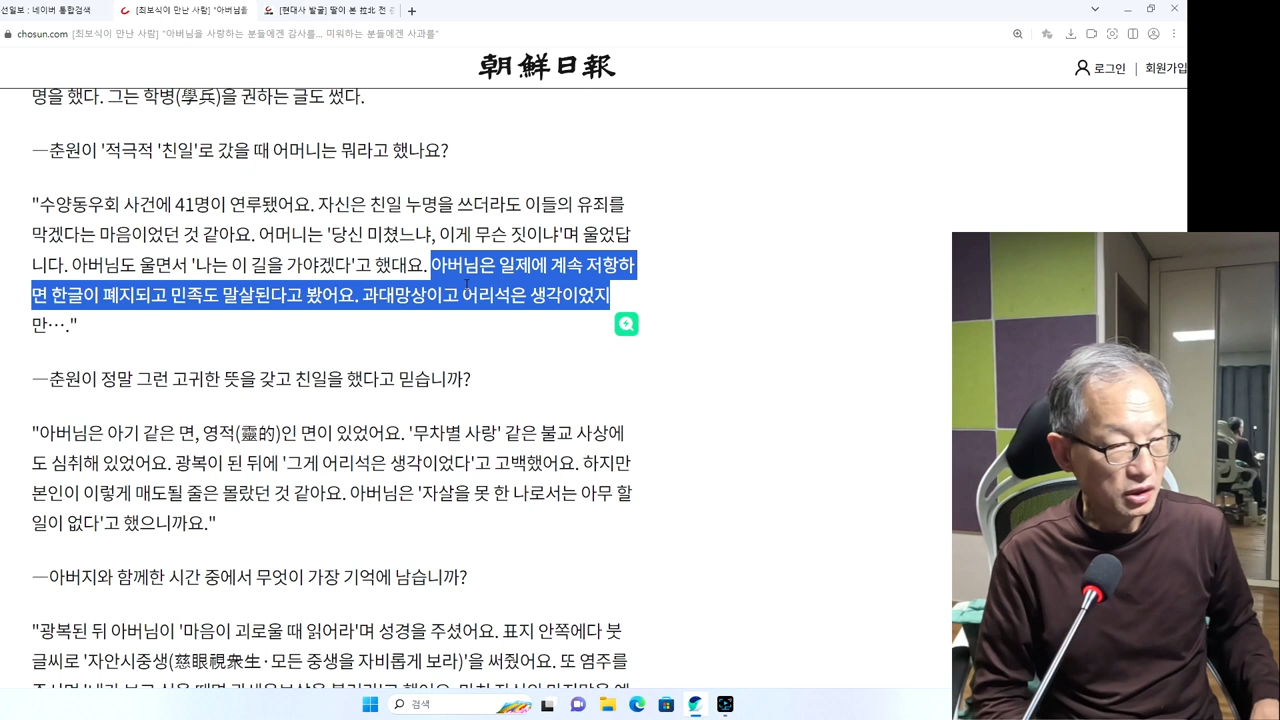 선일보 : 네이버 통합검색
[최보식이 만난 사람] "아버님을
[현대사 발굴] 딸이 본 拉北 전
chosun.com [최보식이 만난 사람] "아버님을 사랑하는 분들에겐 감사를... 미워하는 분들에겐 사과를"
朝鮮日報
로그인 | 회원가입
명을 했다. 그는 학병(學兵)을 권하는 글도 썼다.
―춘원이 '적극적 '친일'로 갔을 때 어머니는 뭐라고 했나요?
"수양동우회 사건에 41명이 연루됐어요. 자신은 친일 누명을 쓰더라도 이들의 유죄를
막겠다는 마음이었던 것 같아요. 어머니는 '당신 미쳤느냐, 이게 무슨 짓이냐'며 울었답
니다. 아버님도 울면서 '나는 이 길을 가야겠다'고 했대요. 아버님은 일제에 계속 저항하
면 한글이 폐지되고 민족도 말살된다고 봤어요. 과대망상이고 어리석은 생각이었지
만…."
―춘원이 정말 그런 고귀한 뜻을 갖고 친일을 했다고 믿습니까?
"아버님은 아기 같은 면, 영적(靈的)인 면이 있었어요. '무차별 사랑' 같은 불교 사상에
도 심취해 있었어요. 광복이 된 뒤에 '그게 어리석은 생각이었다'고 고백했어요. 하지만
본인이 이렇게 매도될 줄은 몰랐던 것 같아요. 아버님은 '자살을 못 한 나로서는 아무 할
일이 없다'고 했으니까요."
―아버지와 함께한 시간 중에서 무엇이 가장 기억에 남습니까?
"광복된 뒤 아버님이 '마음이 괴로울 때 읽어라'며 성경을 주셨어요. 표지 안쪽에다 붓
글씨로 '자안시중생(慈眼視衆生·모든 중생을 자비롭게 보라)'을 써줬어요. 또 염주를
검색